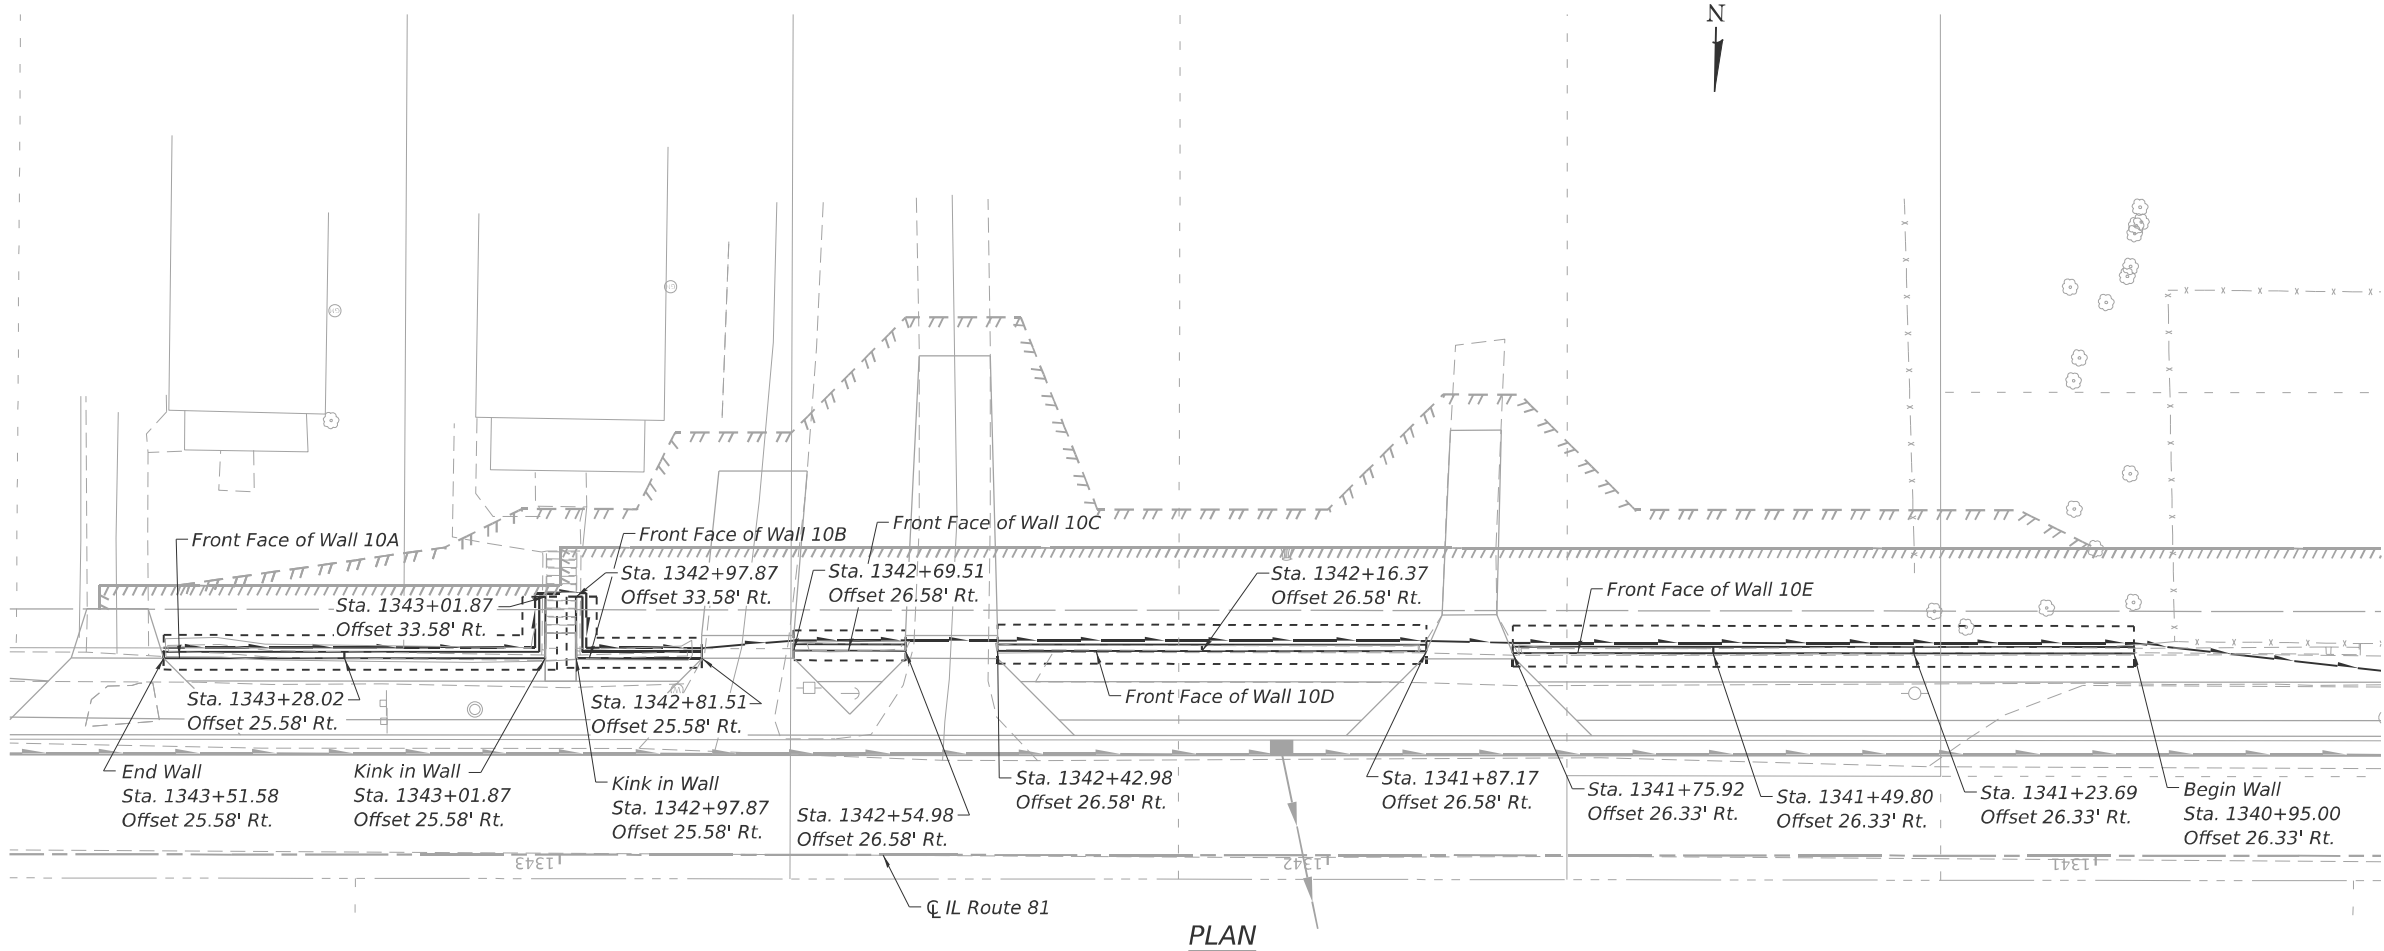 N
Front Face of Wall 10A
Front Face of Wall 10B
Front Face of Wall 10C
Sta. 1343+01.87
Offset 33.58' Rt.
Sta. 1342+97.87
Offset 33.58' Rt.
Sta. 1342+69.51
Offset 26.58' Rt.
Sta. 1342+16.37
Offset 26.58' Rt.
Front Face of Wall 10E
Sta. 1343+28.02
Offset 25.58' Rt.
Sta. 1342+81.51
Offset 25.58' Rt.
Front Face of Wall 10D
End Wall
Sta. 1343+51.58
Offset 25.58' Rt.
Kink in Wall
Sta. 1343+01.87
Offset 25.58' Rt.
Kink in Wall
Sta. 1342+97.87
Offset 25.58' Rt.
Sta. 1342+54.98
Offset 26.58' Rt.
Sta. 1342+42.98
Offset 26.58' Rt.
Sta. 1341+87.17
Offset 26.58' Rt.
Sta. 1341+75.92
Offset 26.33' Rt.
Sta. 1341+49.80
Offset 26.33' Rt.
Sta. 1341+23.69
Offset 26.33' Rt.
Begin Wall
Sta. 1340+95.00
Offset 26.33' Rt.
1343
1342
1341
℄ IL Route 81
PLAN